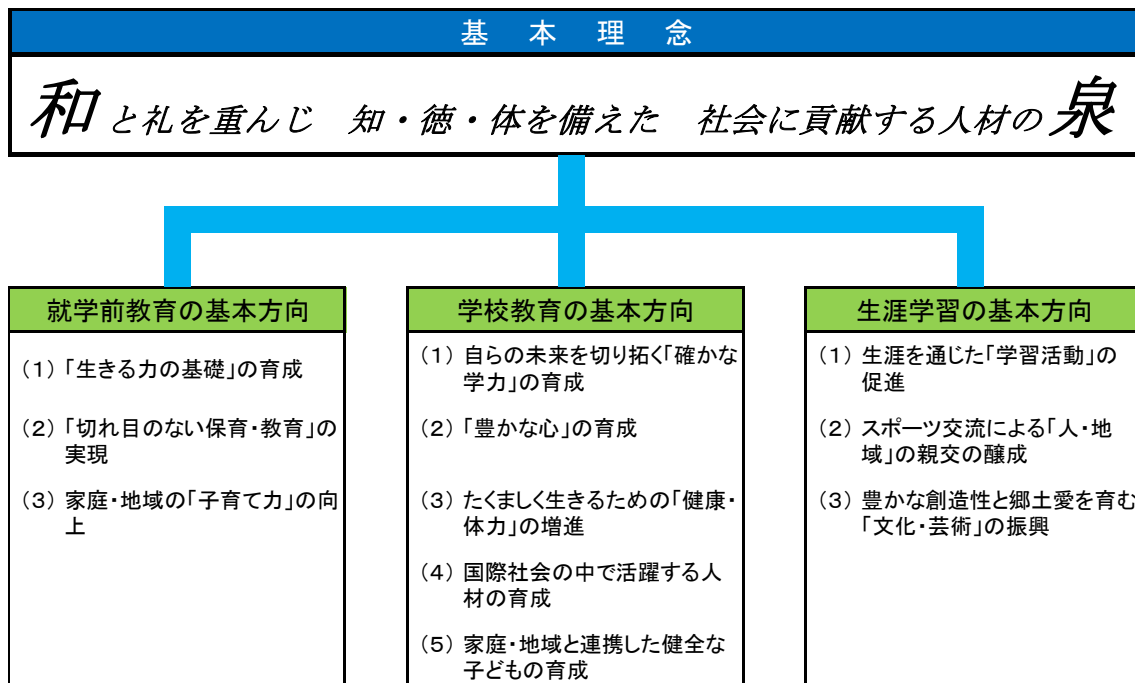 基本理念
和と礼を重んじ　知・徳・体を備えた　社会に貢献する人材の泉
就学前教育の基本方向
(1)「生きる力の基礎」の育成
(2)「切れ目のない保育・教育」の
実現
(3) 家庭・地域の「子育て力」の向
上
学校教育の基本方向
(1) 自らの未来を切り拓く「確かな
学力」の育成
(2)「豊かな心」の育成
(3) たくましく生きるための「健康・
体力」の増進
(4) 国際社会の中で活躍する人
材の育成
(5) 家庭・地域と連携した健全な
子どもの育成
生涯学習の基本方向
(1) 生涯を通じた「学習活動」の
促進
(2) スポーツ交流による「人・地
域」の親交の醸成
(3) 豊かな創造性と郷土愛を育む
「文化・芸術」の振興